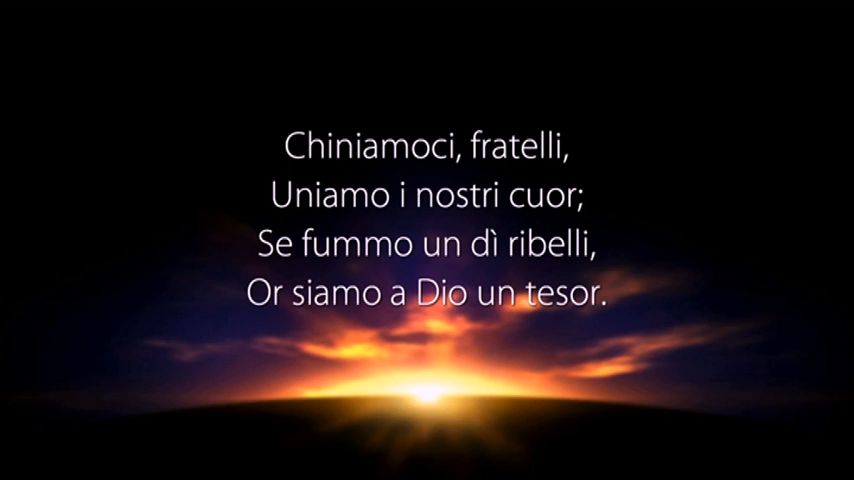 Chiniamoci, fratelli,
Uniamo i nostri cuor;
Se fummo un dì ribelli,
Or siamo a Dio un tesor.